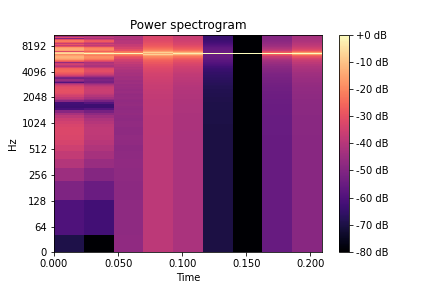 Power spectrogram
8192
4096
2048
1024
512
256
128
64
0
Hz
0.000 0.050 0.100 0.150 0.200
Time
+0 dB
-10 dB
-20 dB
-30 dB
-40 dB
-50 dB
-60 dB
-70 dB
-80 dB